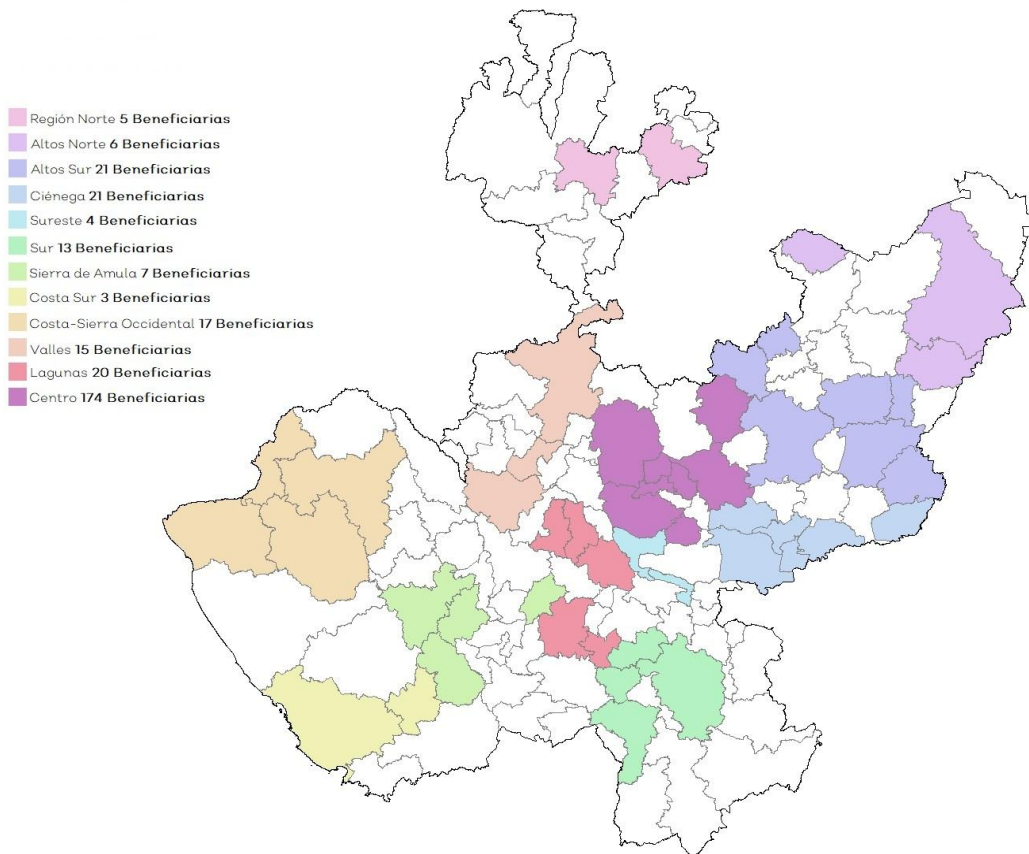 Región Norte 5 Beneficiarias
Altos Norte 6 Beneficiarias
Altos Sur 21 Beneficiarias
Ciénega 21 Beneficiarias
Sureste 4 Beneficiarias
Sur 13 Beneficiarias
Sierra de Amula 7 Beneficiarias
Costa Sur 3 Beneficiarias
Costa-Sierra Occidental 17 Beneficiarias
Valles 15 Beneficiarias
Lagunas 20 Beneficiarias
Centro 174 Beneficiarias